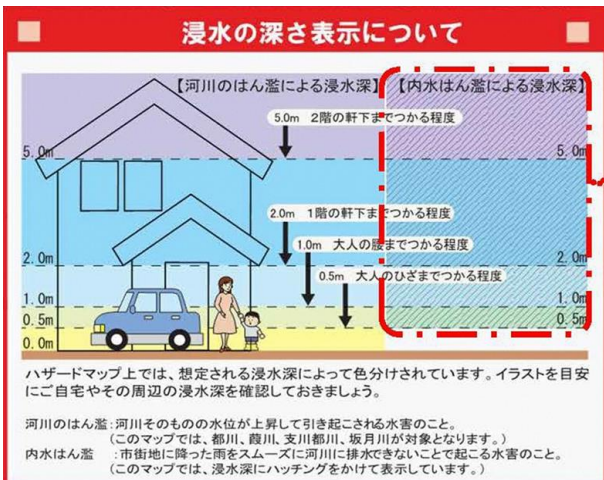 浸水の深さ表示について
【河川のはん濫による浸水深】
【内水はん濫による浸水深】
5.0m 2階の軒下までつかる程度
5.0m
5.0m
2.0m 1階の軒下までつかる程度
1.0m 大人の腰までつかる程度
2.0m
2.0m
0.5m 大人のひざまでつかる程度
1.0m
1.0m
0.5m
0.5m
0.0m
ハザードマップ上では、想定される浸水深によって色分けされています。イラストを目安
にご自宅やその周辺の浸水深を確認しておきましょう。
河川のはん濫:河川そのものの水位が上昇して引き起こされる水害のこと。
(このマップでは、都川、葭川、支川都川、坂月川が対象となります。)
内水はん濫 :市街地に降った雨をスムーズに河川に排水できないことで起こる水害のこと。
(このマップでは、浸水深にハッチングをかけて表示しています。)